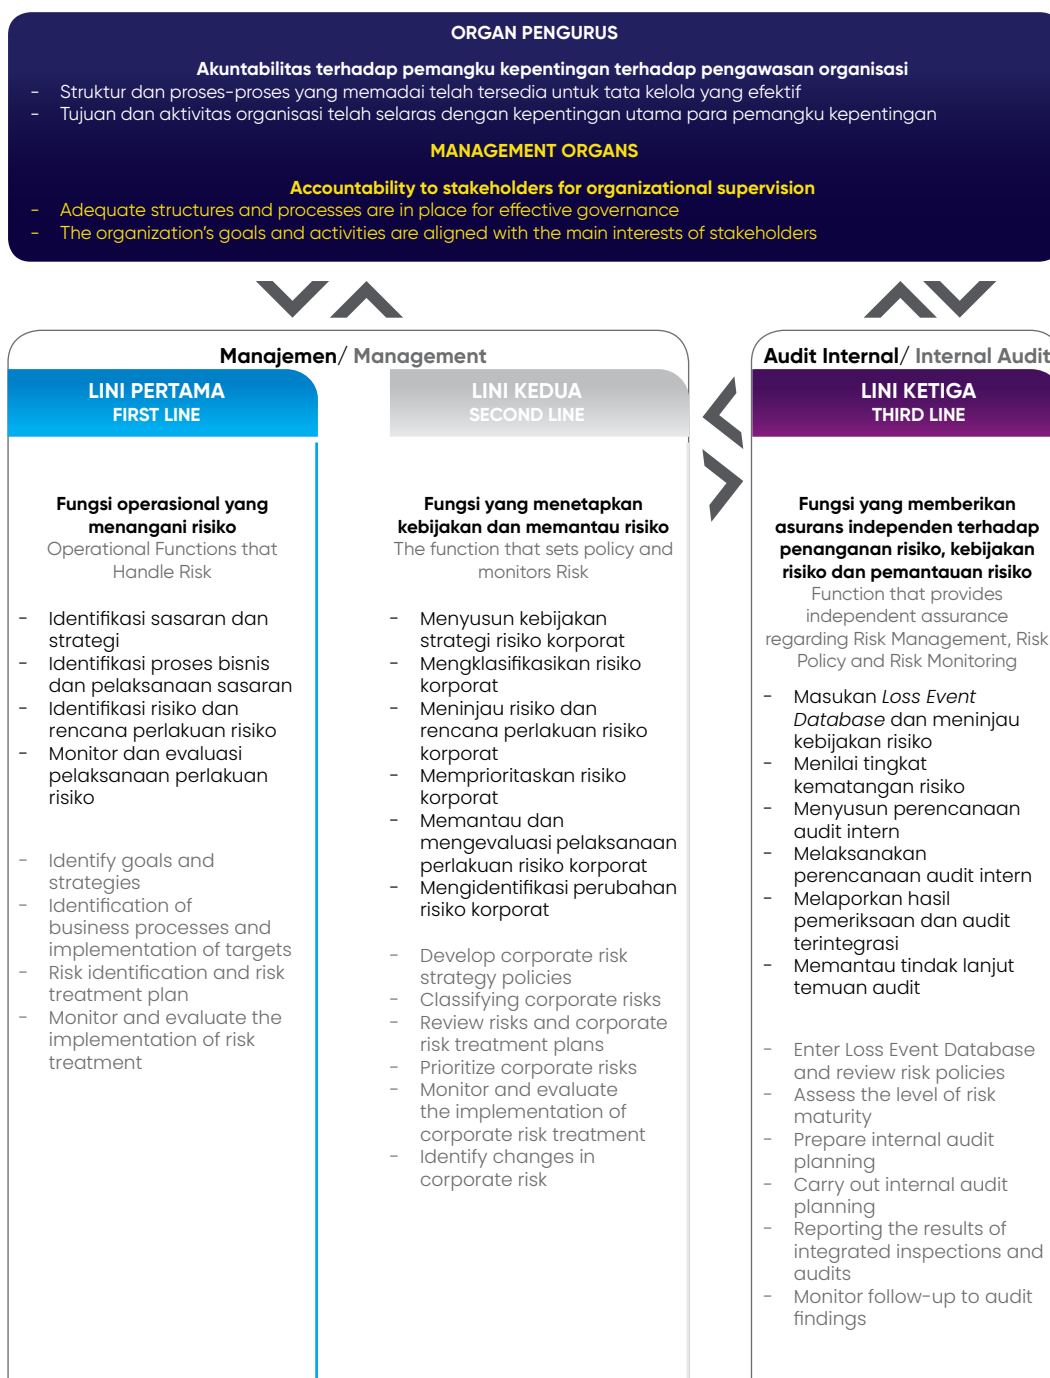 ORGAN PENGURUS
Akuntabilitas terhadap pemangku kepentingan terhadap pengawasan organisasi
- Struktur dan proses-proses yang memadai telah tersedia untuk tata kelola yang efektif
- Tujuan dan aktivitas organisasi telah selaras dengan kepentingan utama para pemangku kepentingan
MANAGEMENT ORGANS
Accountability to stakeholders for organizational supervision
- Adequate structures and processes are in place for effective governance
- The organization's goals and activities are aligned with the main interests of stakeholders
Manajemen/ Management
LINI PERTAMA
FIRST LINE
Fungsi operasional yang
menangani risiko
Operational Functions that
Handle Risk
- Identifikasi sasaran dan
strategi
- Identifikasi proses bisnis
dan pelaksanaan sasaran
- Identifikasi risiko dan
rencana perlakuan risiko
- Monitor dan evaluasi
pelaksanaan perlakuan
risiko
- Identify goals and
strategies
- Identification of
business processes and
implementation of targets
- Risk identification and risk
treatment plan
- Monitor and evaluate the
implementation of risk
treatment
LINI KEDUA
SECOND LINE
Fungsi yang menetapkan
kebijakan dan memantau risiko
The function that sets policy and
monitors Risk
- Menyusun kebijakan
strategi risiko korporat
- Mengklasifikasikan risiko
korporat
- Meninjau risiko dan
rencana perlakuan risiko
korporat
- Memprioritaskan risiko
korporat
- Memantau dan
mengevaluasi pelaksanaan
perlakuan risiko korporat
- Mengidentifikasi perubahan
risiko korporat
- Develop corporate risk
strategy policies
- Classifying corporate risks
- Review risks and corporate
risk treatment plans
- Prioritize corporate risks
- Monitor and evaluate
the implementation of
corporate risk treatment
- Identify changes in
corporate risk
Audit Internal/ Internal Audit
LINI KETIGA
THIRD LINE
Fungsi yang memberikan
asurans independen terhadap
penanganan risiko, kebijakan
risiko dan pemantauan risiko
Function that provides
independent assurance
regarding Risk Management, Risk
Policy and Risk Monitoring
- Masukan Loss Event
Database dan meninjau
kebijakan risiko
- Menilai tingkat
kematangan risiko
- Menyusun perencanaan
audit intern
- Melaksanakan
perencanaan audit intern
- Melaporkan hasil
pemeriksaan dan audit
terintegrasi
- Memantau tindak lanjut
temuan audit
- Enter Loss Event Database
and review risk policies
- Assess the level of risk
maturity
- Prepare internal audit
planning
- Carry out internal audit
planning
- Reporting the results of
integrated inspections and
audits
- Monitor follow-up to audit
findings